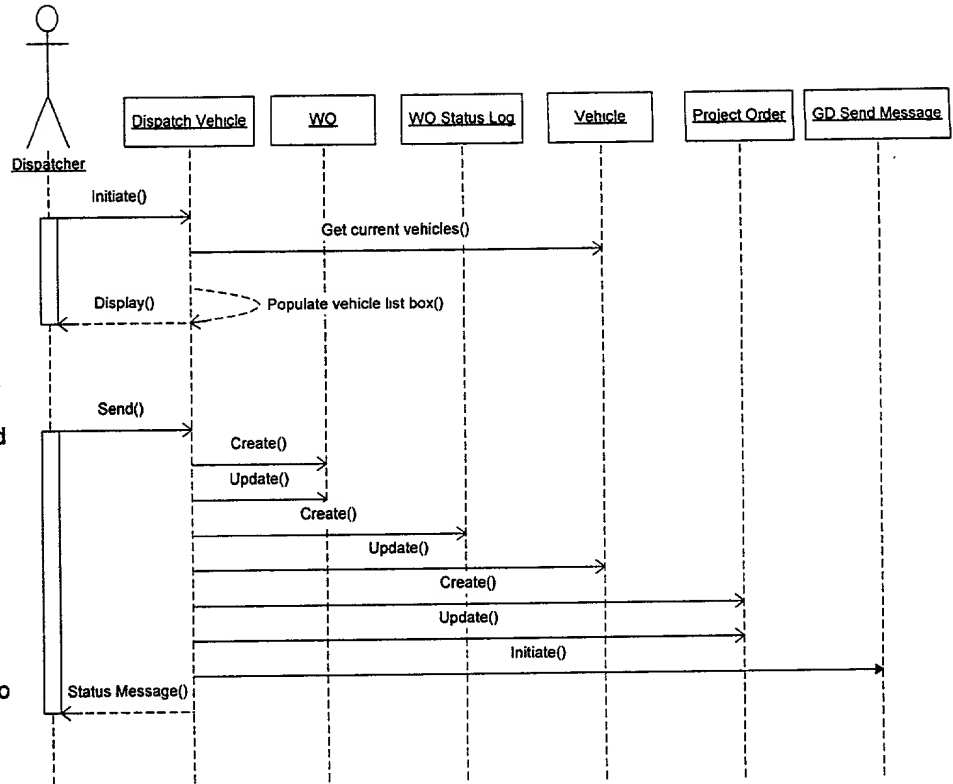 Dispatcher
Dispatch Vehicle
WO
WO Status Log
Vehicle
Project Order
GD Send Message
Initiate()
Get current vehicles()
Display()
Populate vehicle list box()
Send()
d
Create()
Update()
Create()
Update()
Create()
Update()
Initiate()
o
Status Message()